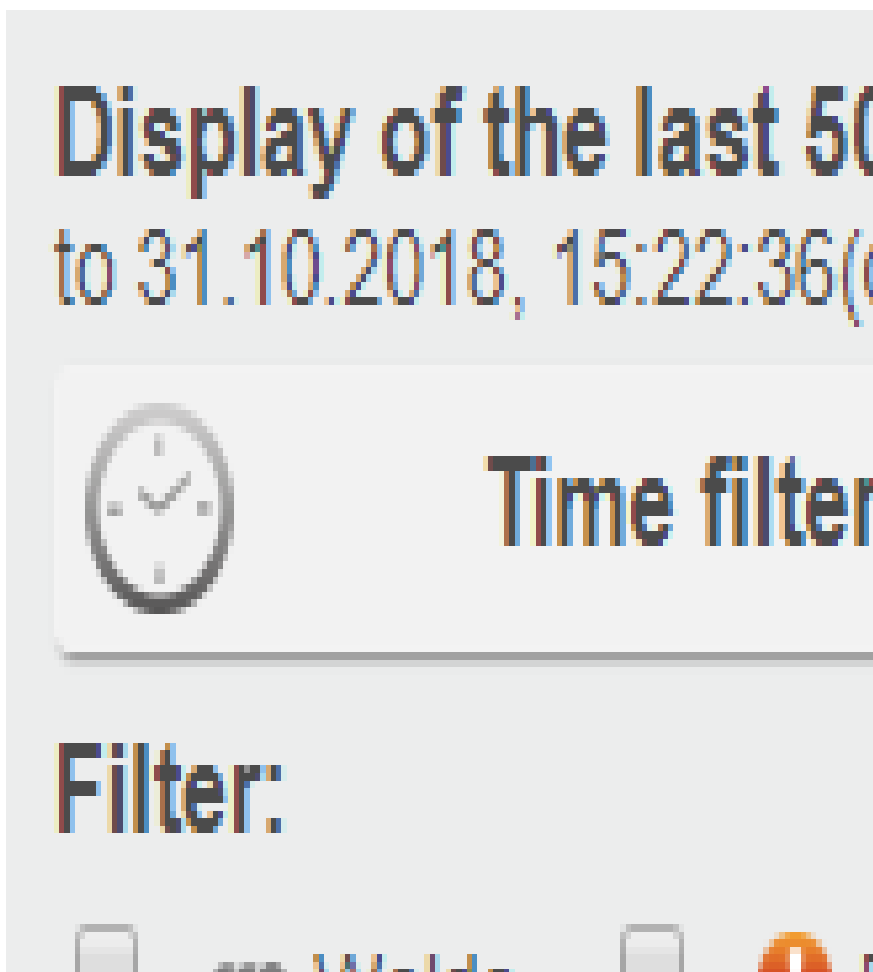 Display of the last 50
to 31.10.2018, 15:22:36(
Time filter
Filter: